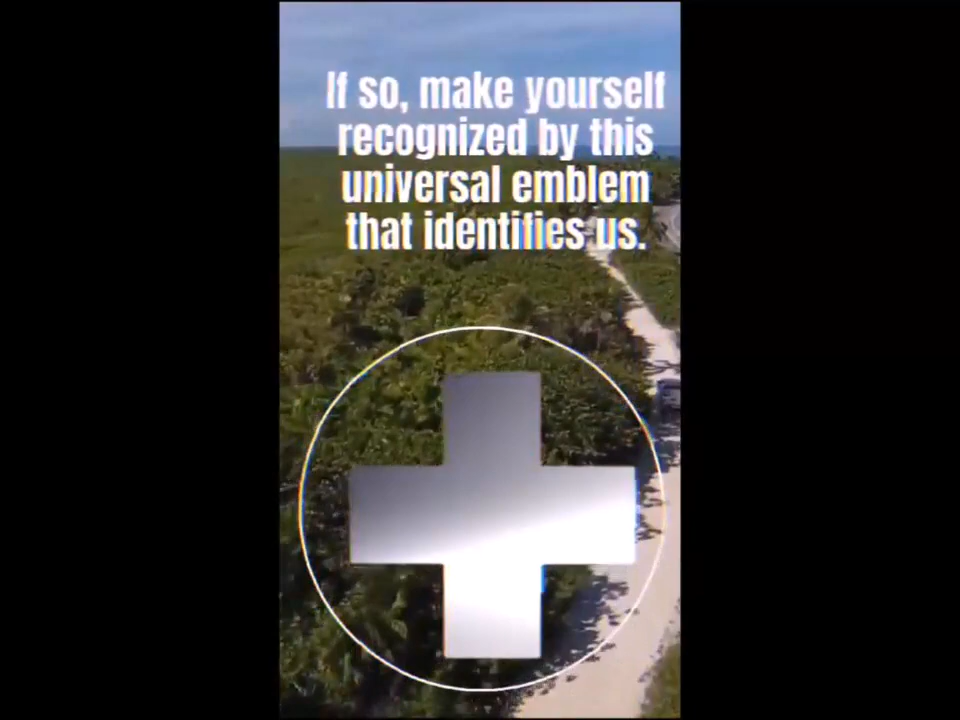 If so, make yourself
recognized by this
universal emblem
that identifies us.